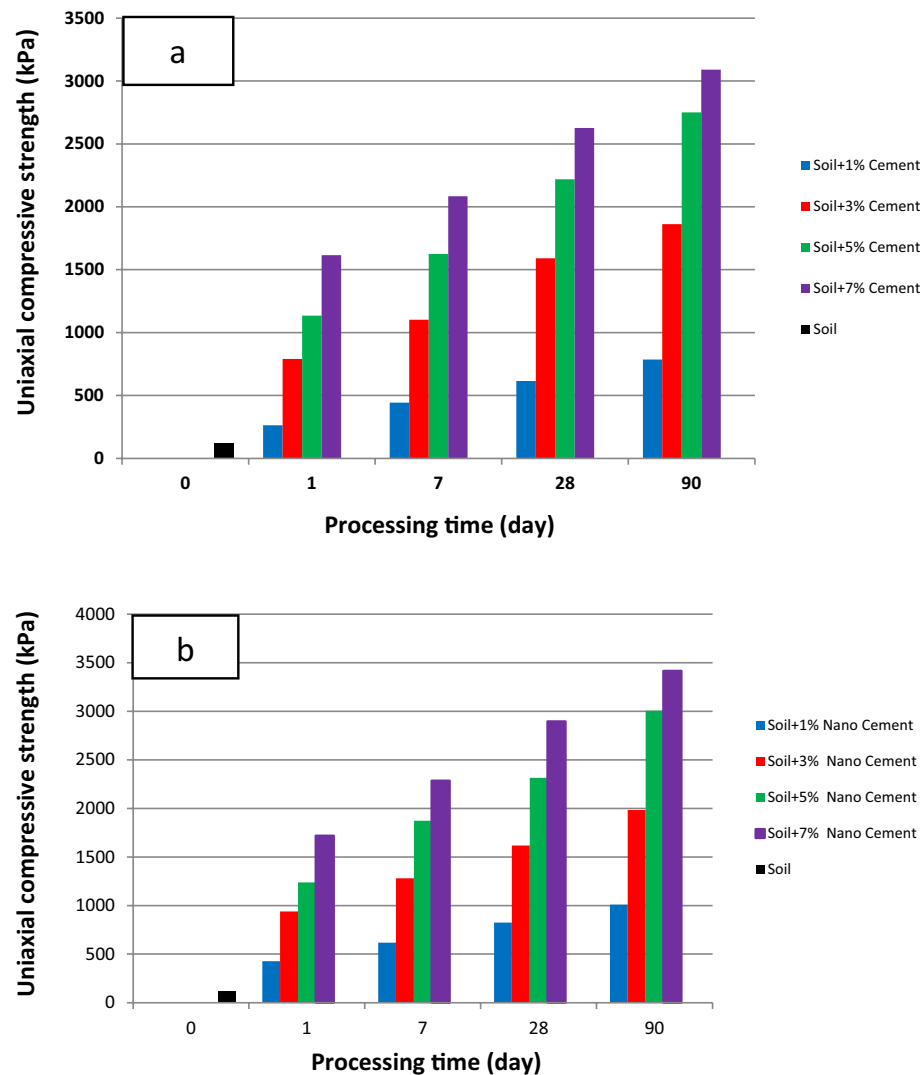 a
Uniaxial compressive strength (kPa)
3500
3000
2500
2000
1500
1000
500
0
0 1 7 28 90
Processing time (day)
Soil+1% Cement
Soil+3% Cement
Soil+5% Cement
Soil+7% Cement
Soil
b
Uniaxial compressive strength (kPa)
4000
3500
3000
2500
2000
1500
1000
500
0
0 1 7 28 90
Processing time (day)
Soil+1% Nano Cement
Soil+3% Nano Cement
Soil+5% Nano Cement
Soil+7% Nano Cement
Soil